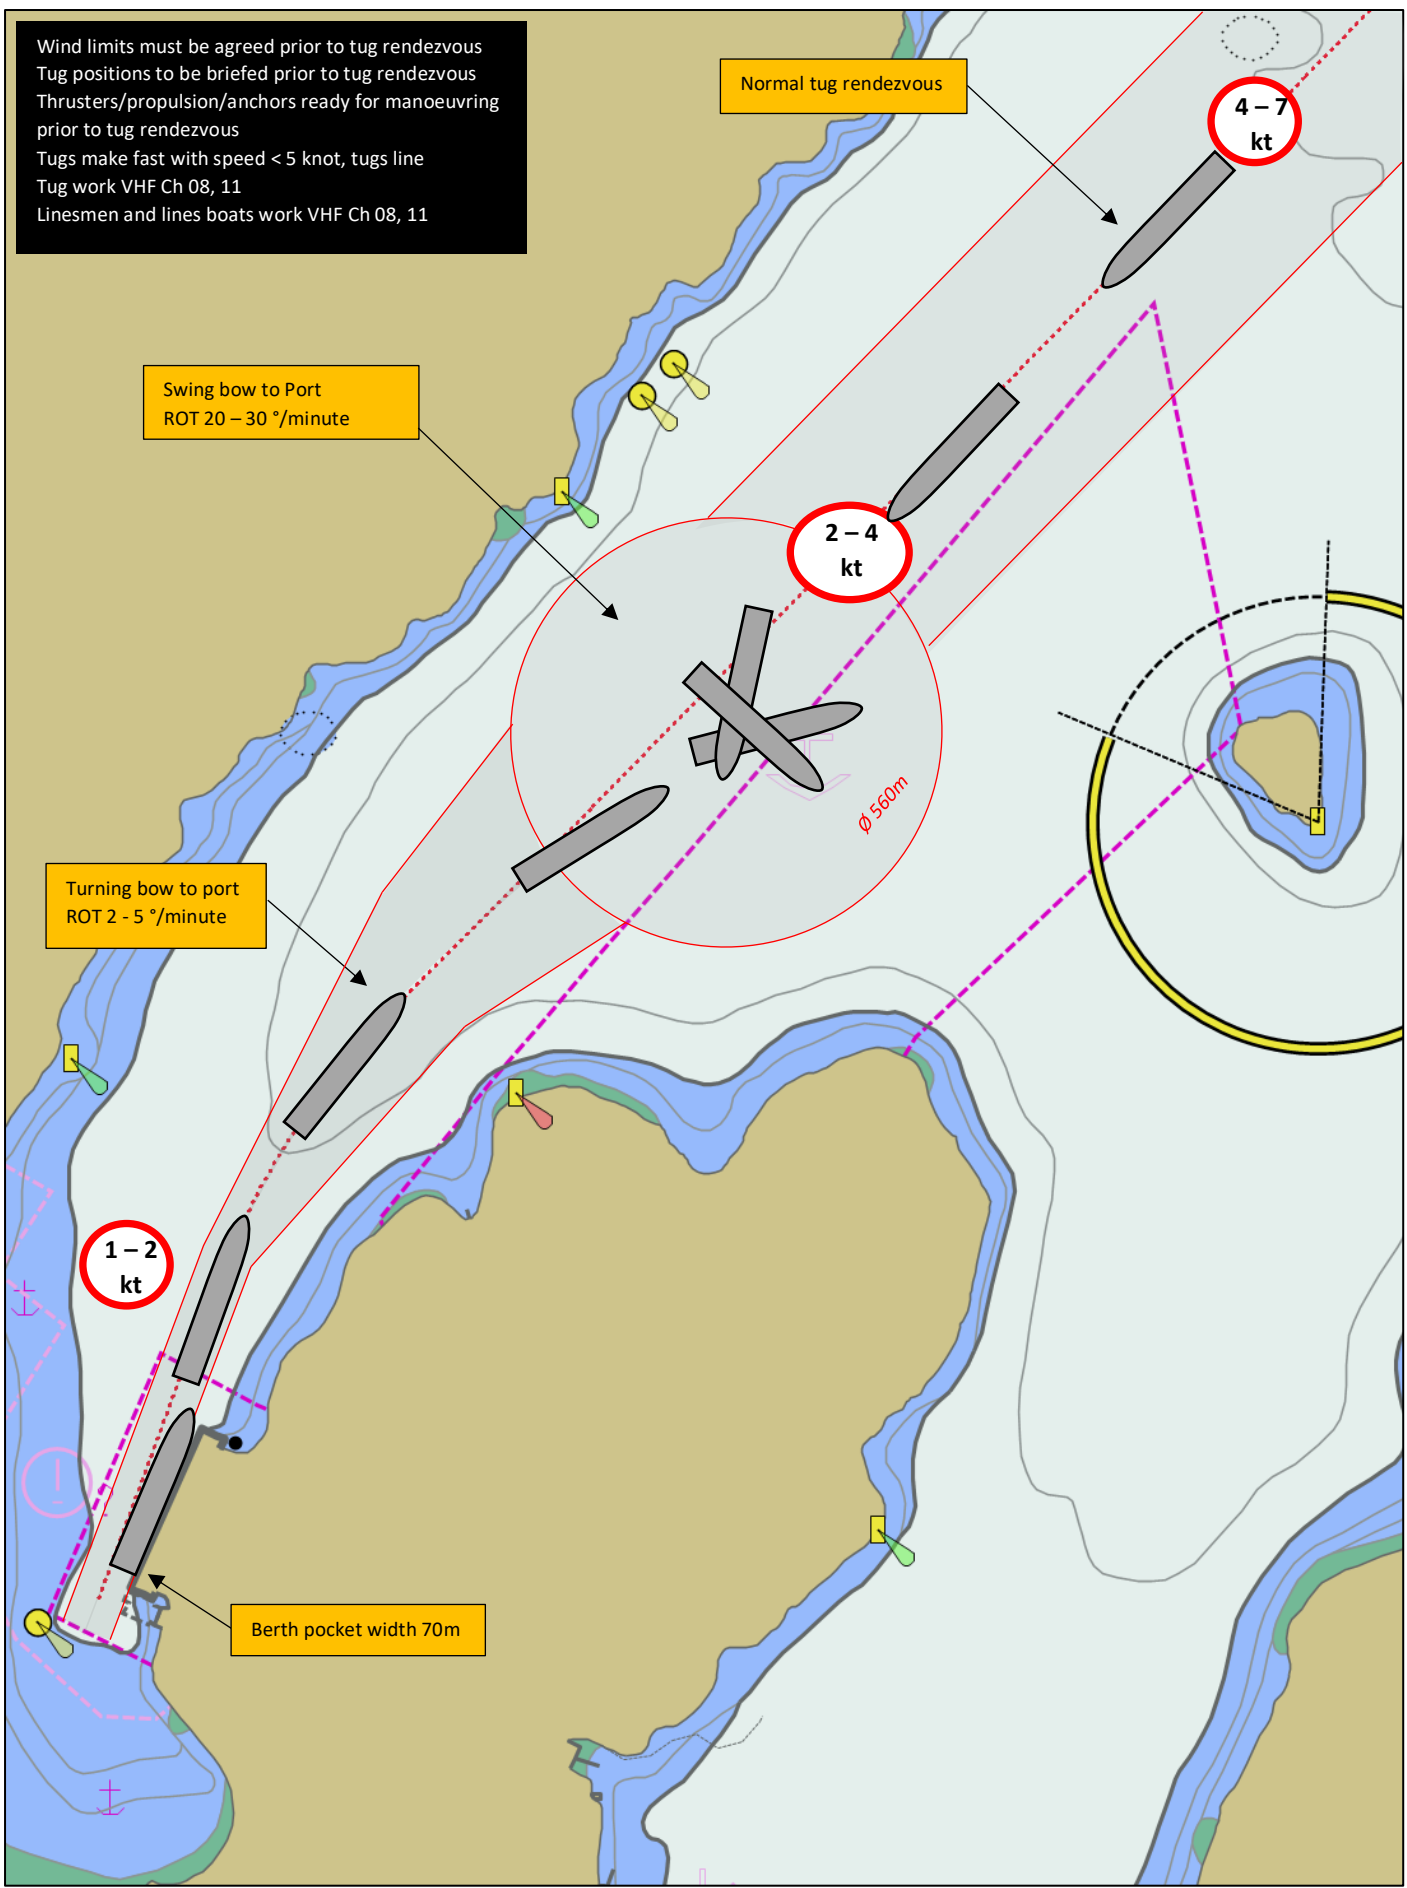 Wind limits must be agreed prior to tug rendezvous
Tug positions to be briefed prior to tug rendezvous
Thrusters/propulsion/anchors ready for manoeuvring
prior to tug rendezvous
Tugs make fast with speed < 5 knot, tugs line
Tug work VHF Ch 08, 11
Linesmen and lines boats work VHF Ch 08, 11
Normal tug rendezvous
4 – 7
kt
Swing bow to Port
ROT 20 – 30 °/minute
2 – 4
kt
Ø 560m
Turning bow to port
ROT 2 - 5 °/minute
1 – 2
kt
Berth pocket width 70m